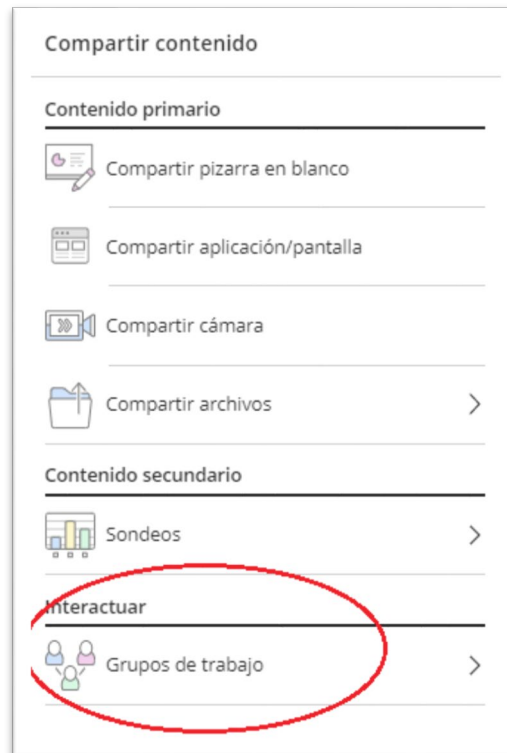 Compartir contenido
Contenido primario
Compartir pizarra en blanco
Compartir aplicación/pantalla
Compartir cámara
Compartir archivos
Contenido secundario
Sondeos
Interactuar
Grupos de trabajo